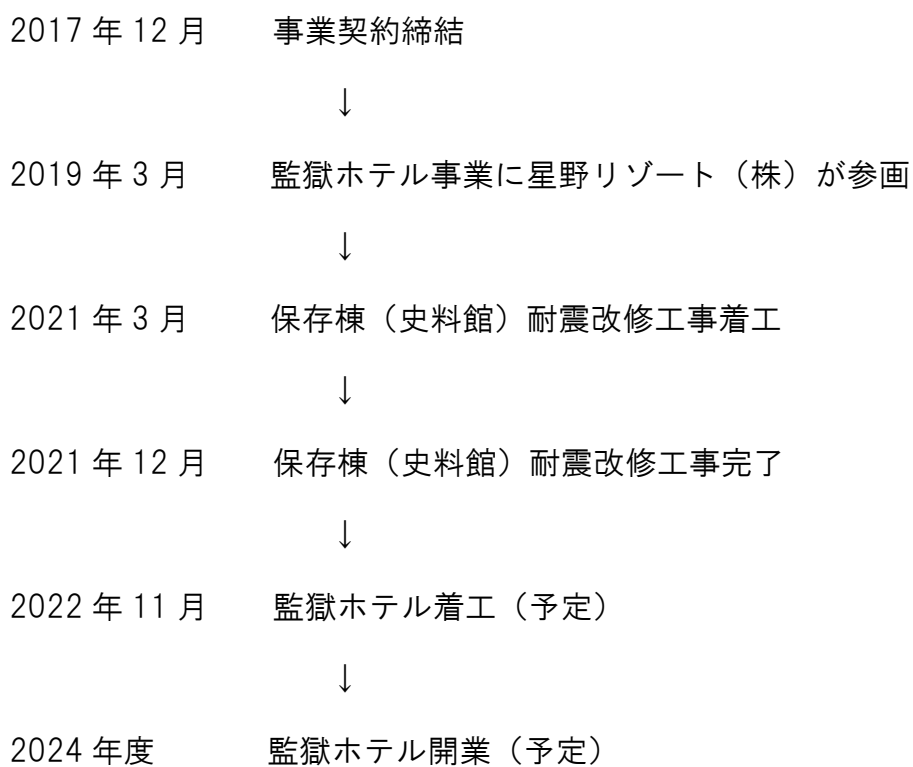 2017 年 12 月 事業契約締結
↓
2019 年 3 月 監獄ホテル事業に星野リゾート（株）が参画
↓
2021 年 3 月 保存棟（史料館）耐震改修工事着工
↓
2021 年 12 月 保存棟（史料館）耐震改修工事完了
↓
2022 年 11 月 監獄ホテル着工（予定）
↓
2024 年度 監獄ホテル開業（予定）